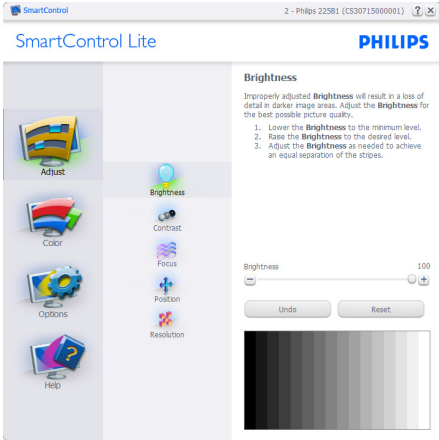 SmartControl
2 - Philips 225B1 (CS30715000001)
?
X
SmartControl Lite
PHILIPS
Adjust
Color
Options
Help
Brightness
Contrast
Focus
Position
Resolution
Brightness
Improperly adjusted Brightness will result in a loss of
detail in darker image areas. Adjust the Brightness for
the best possible picture quality.
1. Lower the Brightness to the minimum level.
2. Raise the Brightness to the desired level.
3. Adjust the Brightness as needed to achieve
an equal separation of the stripes.
Brightness 100
Undo Reset